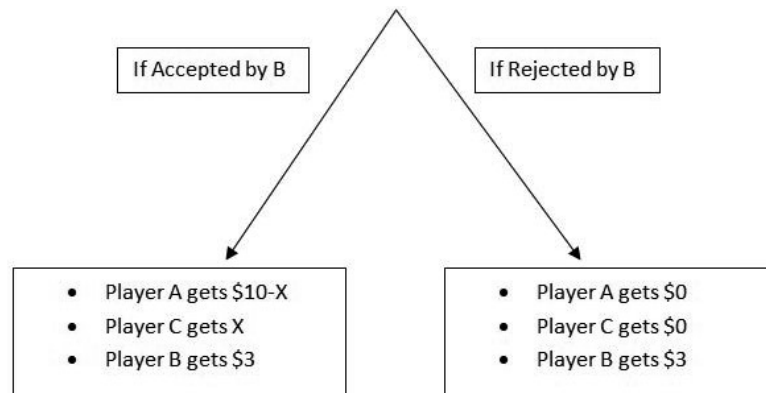 If Accepted by B
If Rejected by B
• Player A gets $10-X
• Player C gets X
• Player B gets $3
• Player A gets $0
• Player C gets $0
• Player B gets $3